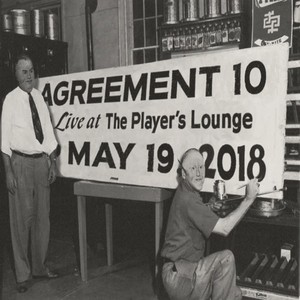 AGREEMENT 10
Live at The Player's Lounge
MAY 19 2018